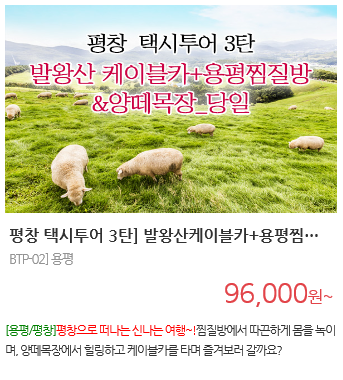 평창 택시투어 3탄
발왕산 케이블카+용평찜질방
&양떼목장_당일
평창 택시투어 3탄] 발왕산케이블카+용평찜…
BTP-02] 용평
96,000원~
[용평/평창]평창으로 떠나는 신나는 여행~!찜질방에서 따끈하게 몸을 녹이
며, 양떼목장에서 힐링하고 케이블카를 타며 즐겨보러 갈까요?